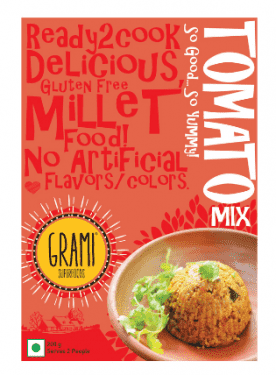 Ready2cook
Delicious,
Gluten Free
Millet
Food!
No Artificial
Flavors/colors.
TOMATO
MIX
So Good... So Yummy!
GRAMI
SUPERFOODS
Serves 2 People